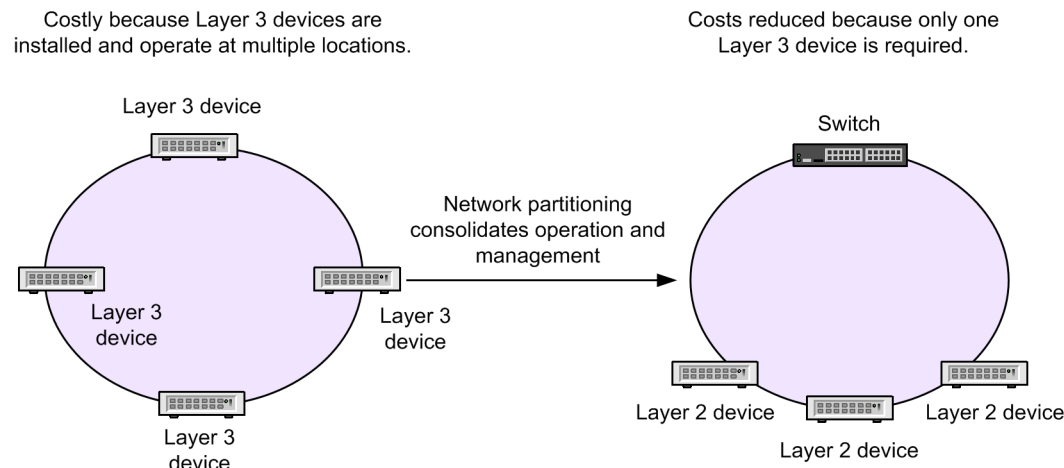 Costly because Layer 3 devices are
installed and operate at multiple locations.
Costs reduced because only one
Layer 3 device is required.
Layer 3 device
Switch
Network partitioning
consolidates operation and
management
Layer 3
device
Layer 3
device
Layer 3
device
Layer 2 device
Layer 2 device
Layer 2 device